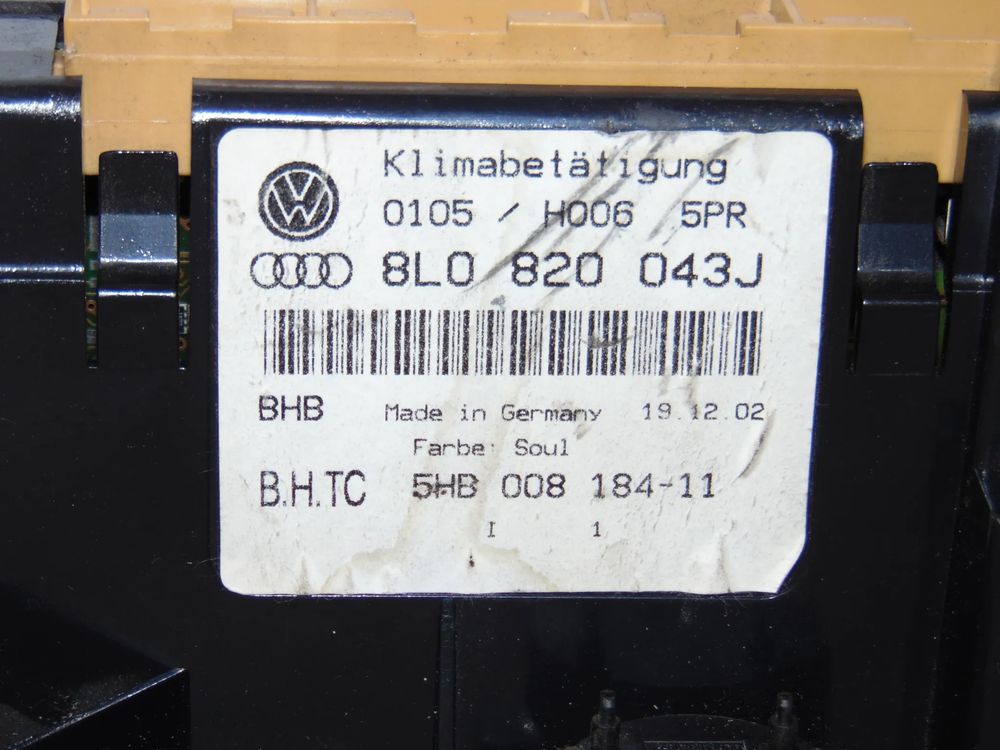 Klimabetätigung
0105 / H006 5PR
8L0 820 043J
BHB Made in Germany 19.12.02
Farbe: Soul
B.H.TC 5HB 008 184-11
I 1